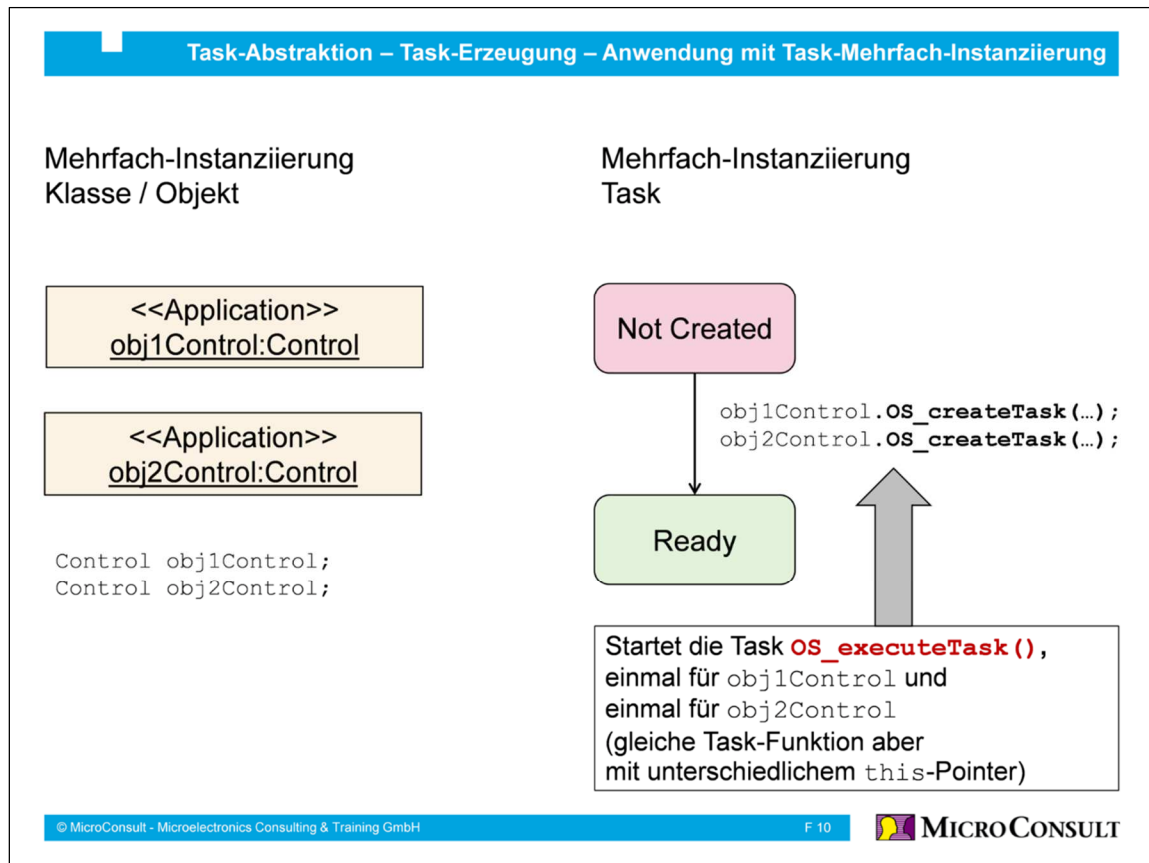 Task-Abstraktion – Task-Erzeugung – Anwendung mit Task-Mehrfach-Instanziierung
Mehrfach-Instanziierung
Klasse / Objekt
<<Application>>
obj1Control:Control
<<Application>>
obj2Control:Control
Control obj1Control;
Control obj2Control;
Mehrfach-Instanziierung
Task
Not Created
obj1Control.OS_createTask(…);
obj2Control.OS_createTask(…);
Ready
Startet die Task OS_executeTask(),
einmal für obj1Control und
einmal für obj2Control
(gleiche Task-Funktion aber
mit unterschiedlichem this-Pointer)
© MicroConsult - Microelectronics Consulting & Training GmbH
F 10
MICROCONSULT